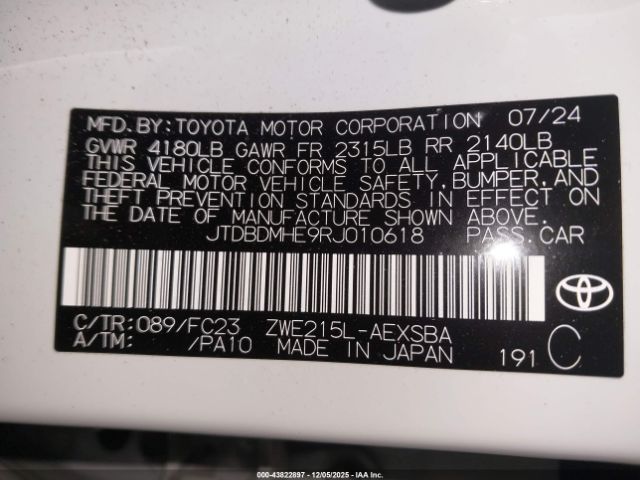 MFD.BY:TOYOTA MOTOR CORPORATION 07/24
GVWR 4180LB GAWR FR 2315LB RR 2140LB
THIS VEHICLE CONFORMS TO ALL APPLICABLE
FEDERAL MOTOR VEHICLE SAFETY,BUMPER,AND
THEFT PREVENTION STANDARDS IN EFFECT ON
THE DATE OF MANUFACTURE SHOWN ABOVE.
JTDBDMHE9RJ010618 PASS.CAR
C/TR:089/FC23 ZWE215L-AEXSBA
A/TM: /PA10 MADE IN JAPAN 191 C
000-43822897 - 12/05/2025 - IAA Inc.